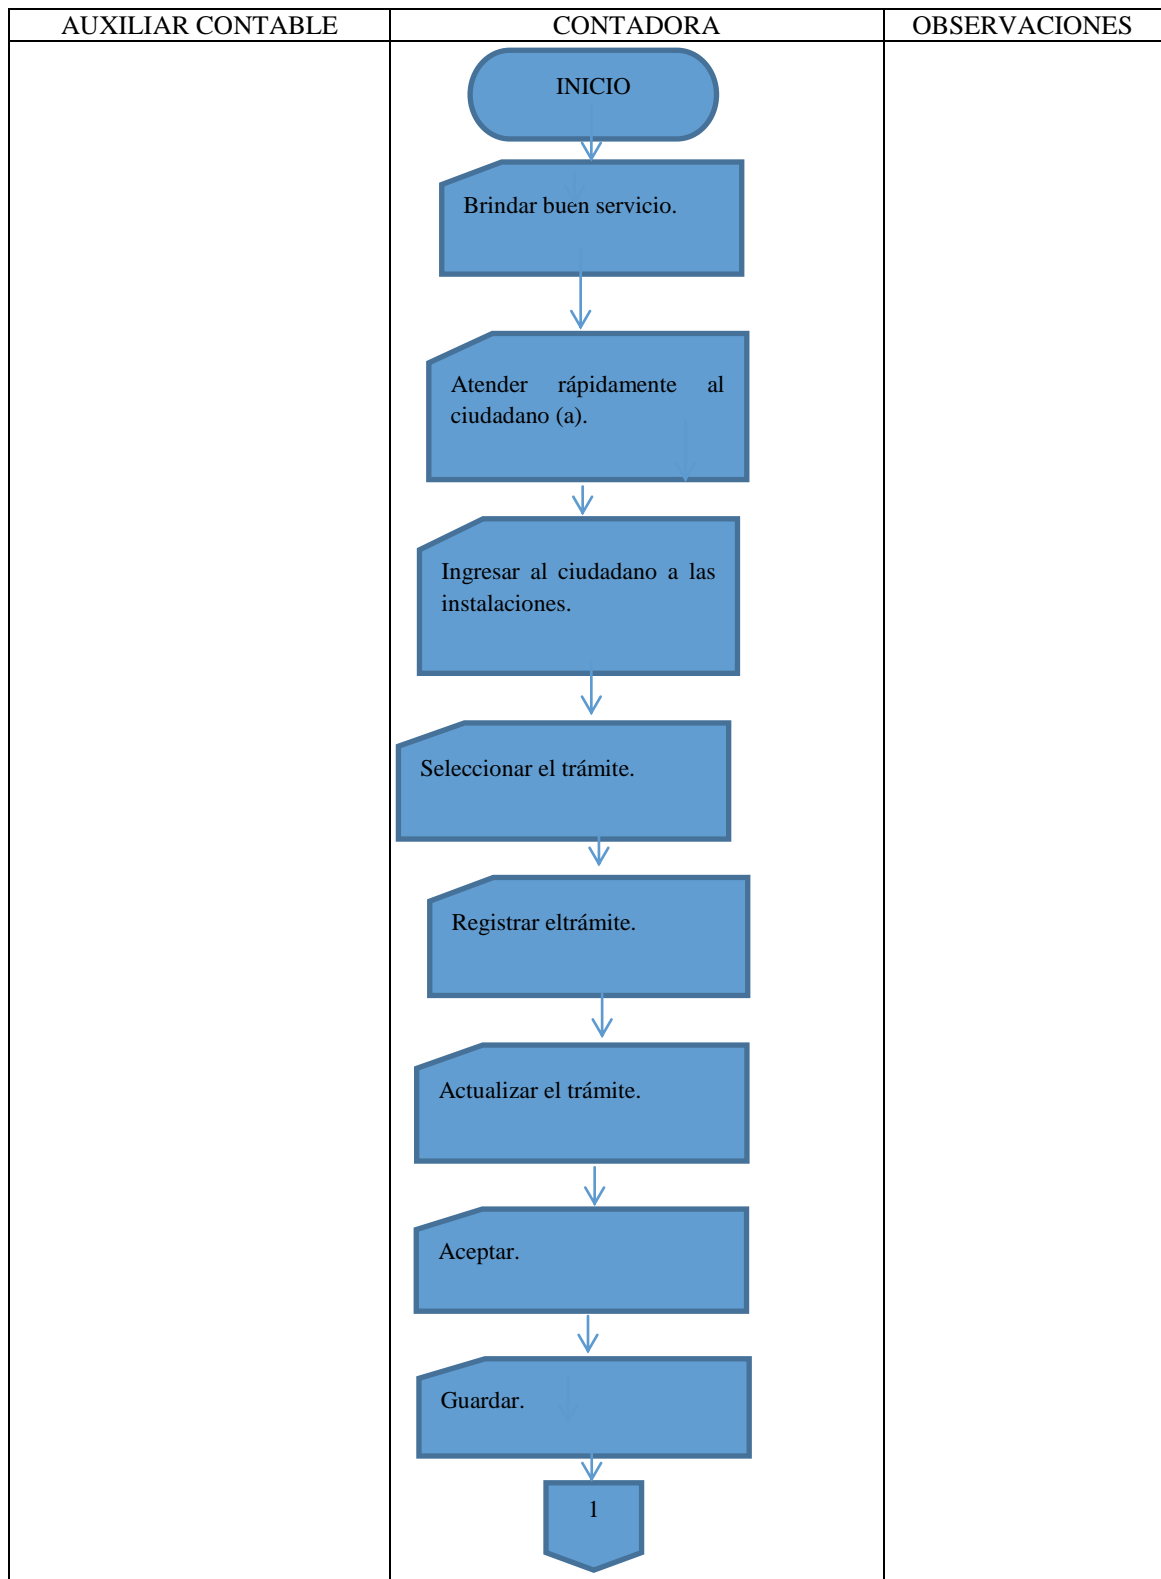 AUXILIAR CONTABLE
CONTADORA
OBSERVACIONES
INICIO
Brindar buen servicio.
Atender rápidamente al
ciudadano (a).
Ingresar al ciudadano a las
instalaciones.
Seleccionar el trámite.
Registrar eltrámite.
Actualizar el trámite.
Aceptar.
Guardar.
1